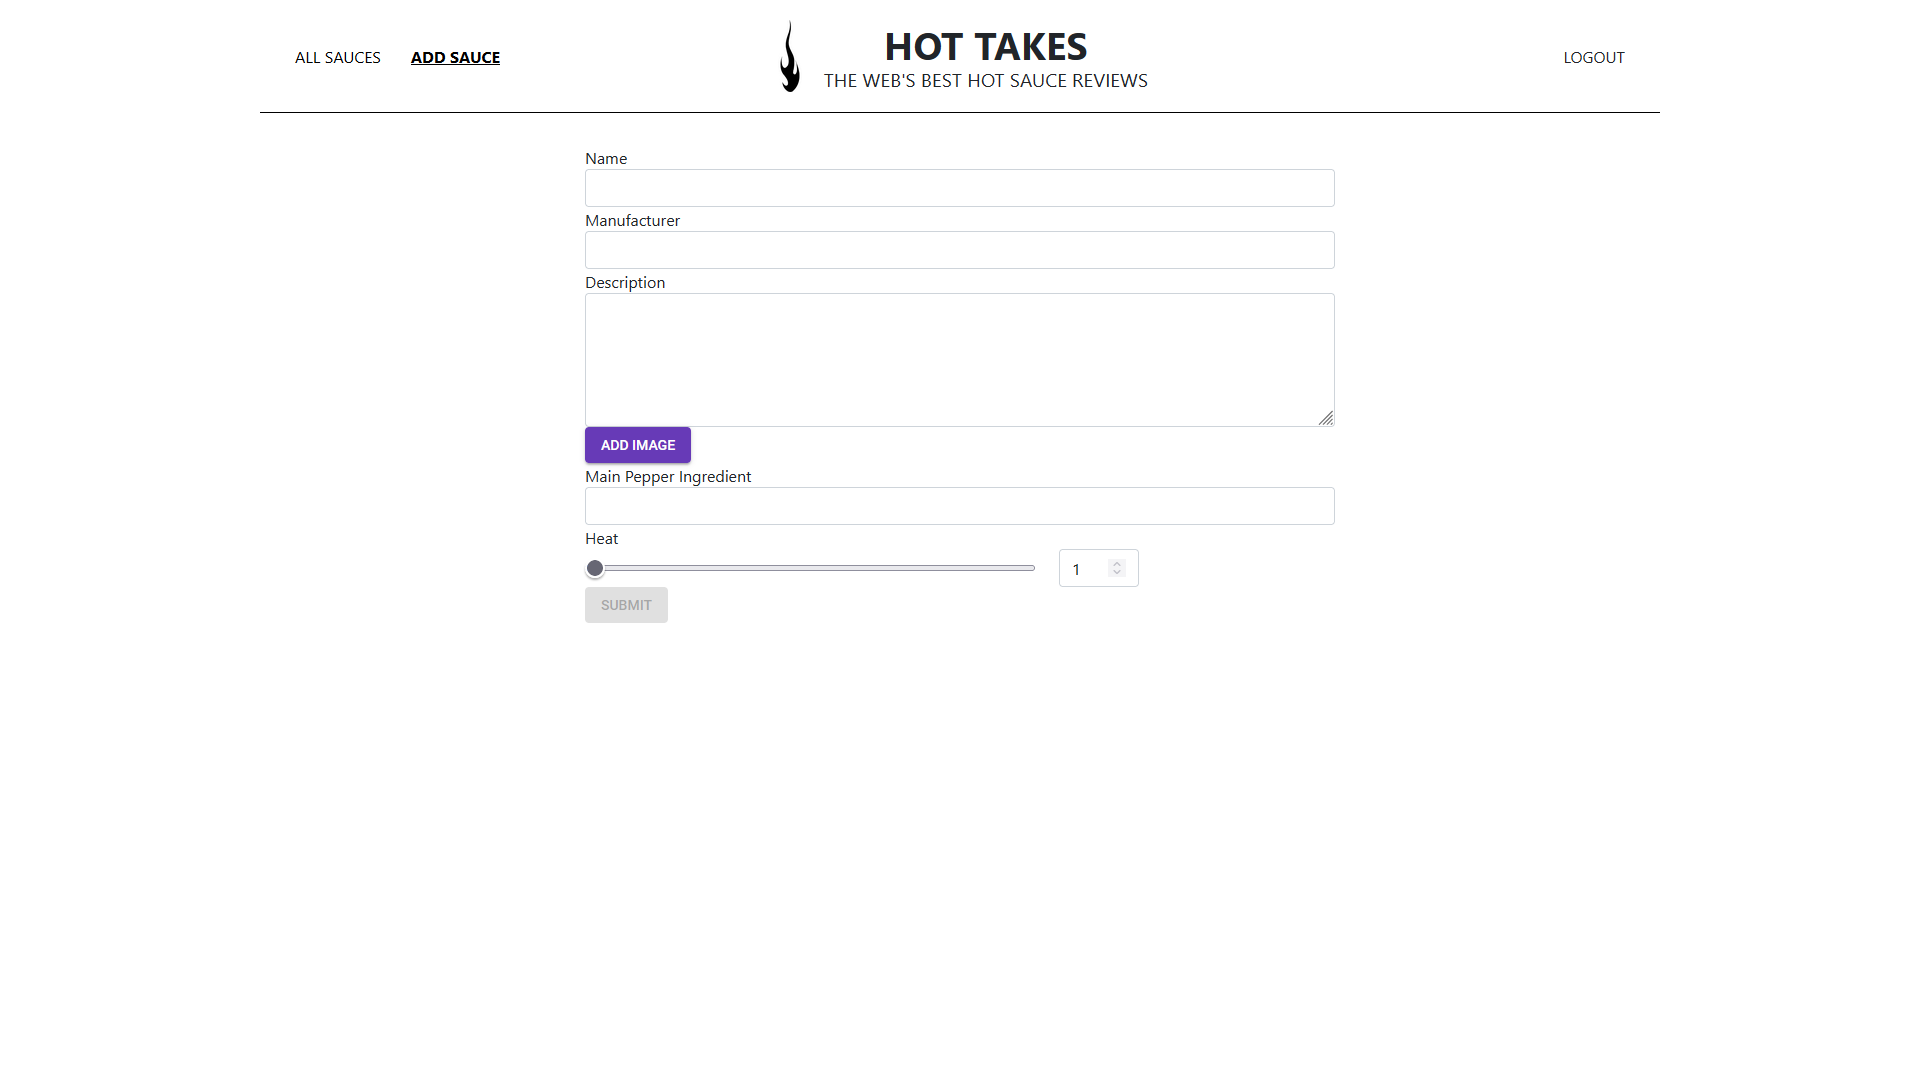 ALL SAUCES
ADD SAUCE
HOT TAKES
THE WEB'S BEST HOT SAUCE REVIEWS
LOGOUT
Name
Manufacturer
Description
ADD IMAGE
Main Pepper Ingredient
Heat
1
SUBMIT